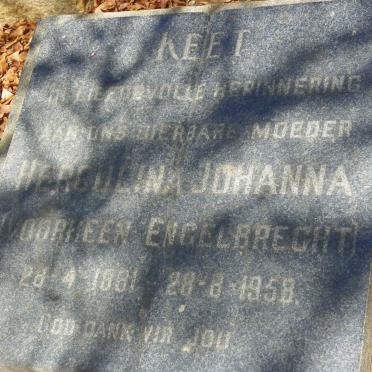 KEET
IN LIEFDEVOLLE HERINNERING
AAN ONS DIERBARE MOEDER
HERCULINA JOHANNA
(VOORHEEN ENGELBRECHT)
28-4-1881 - 28-8-1958.
GOD DANK VIR JOU